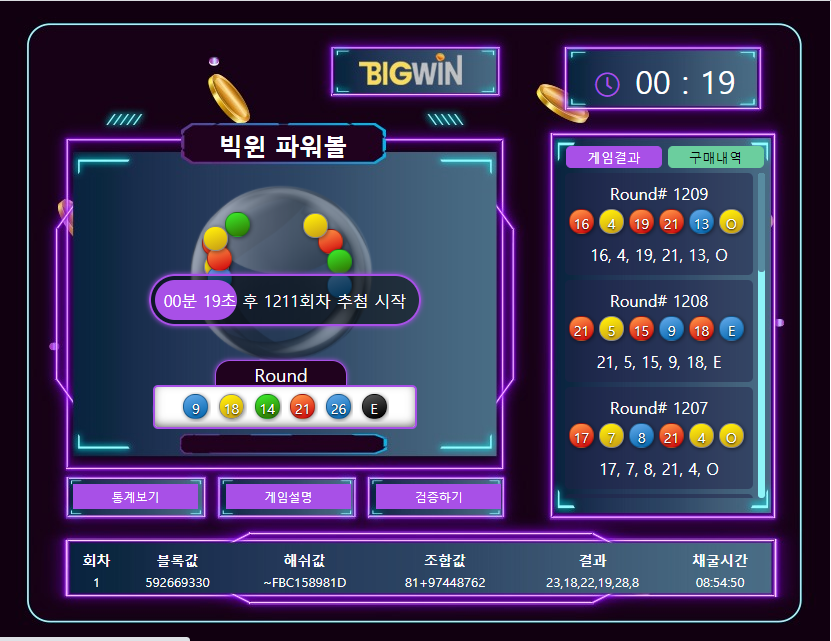 BIGWIN
00 : 19
빅윈 파워볼
게임결과 구매내역
Round# 1209
16 4 19 21 13 O
16, 4, 19, 21, 13, O
Round# 1208
21 5 15 9 18 E
21, 5, 15, 9, 18, E
Round# 1207
17 7 8 21 4 O
17, 7, 8, 21, 4, O
00분 19초 후 1211회차 추첨 시작
Round
9 18 14 21 26 E
통계보기 게임설명 검증하기
회차 블록값 해쉬값 조합값 결과 채굴시간
1 592669330 ~FBC158981D 81+97448762 23,18,22,19,28,8 08:54:50